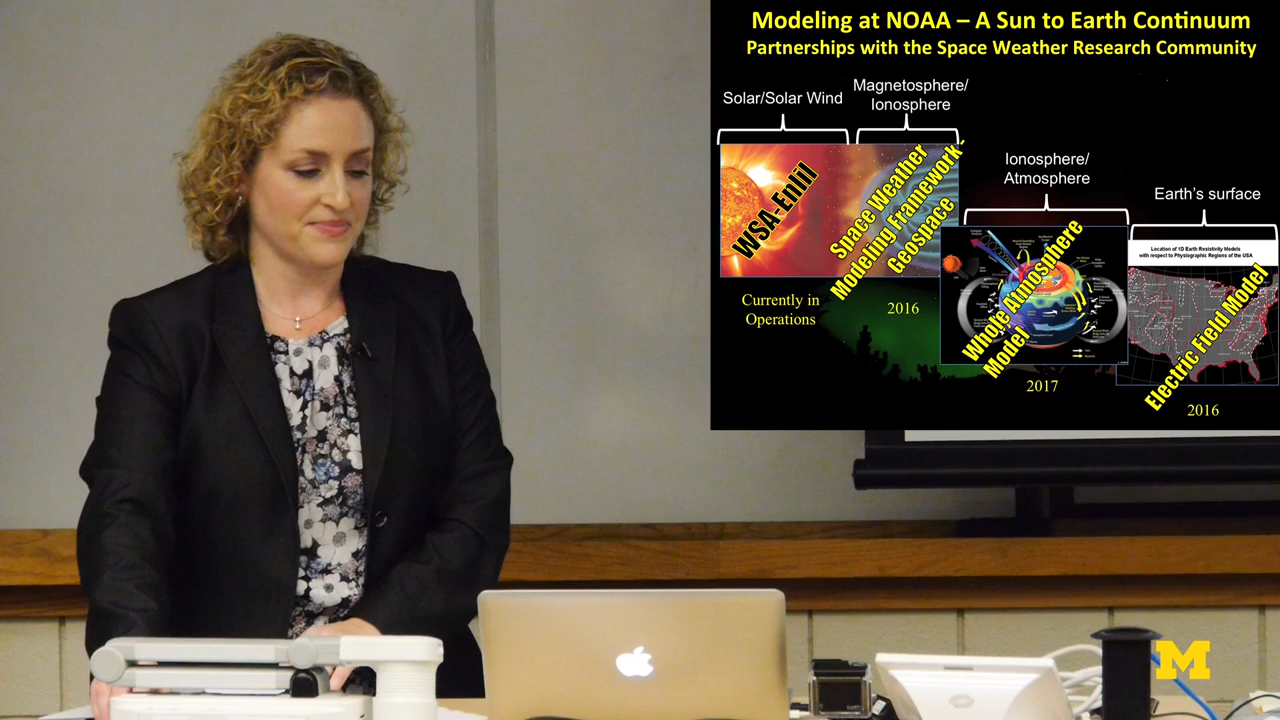 Modeling at NOAA – A Sun to Earth Continuum
Partnerships with the Space Weather Research Community
Solar/Solar Wind
Magnetosphere/
Ionosphere
Ionosphere/
Atmosphere
Earth's surface
WSA-Enlil
Space Weather
Modeling Framework -
Geospace
Whole Atmosphere
Model
Location of 1D Earth Resistivity Models
with respect to Physiographic Regions of the USA
Electric Field Model
Currently in
Operations
2016
2017
2016
M